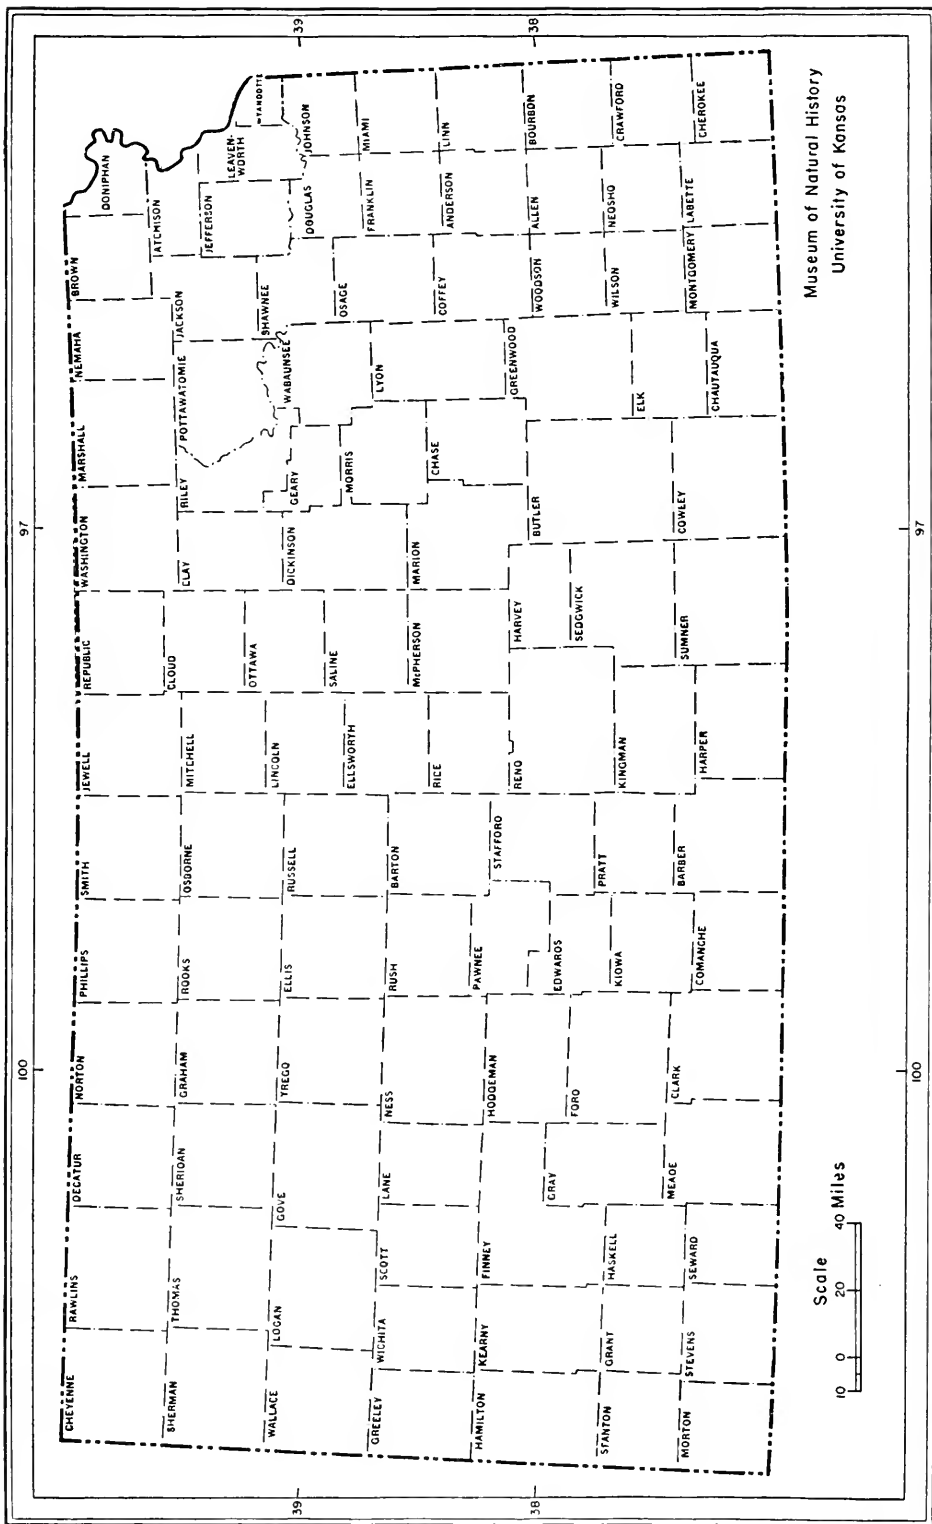 100
97
CHEYENNE
RAWLINS
DECATUR
NORTON
PHILLIPS
SMITH
JEWELL
REPUBLIC
WASHINGTON
MARSHALL
NEMAHA
BROWN
DONIPHAN
SHERMAN
THOMAS
SHERIDAN
GRAHAM
ROOKS
OSBORNE
MITCHELL
CLOUD
CLAY
RILEY
POTTAWATOMIE
JACKSON
ATCHISON
JEFFERSON
LEAVEN-
WORTH
WYANDOTTE
WALLACE
LOGAN
GOVE
TREGO
ELLIS
RUSSELL
LINCOLN
OTTAWA
DICKINSON
GEARY
WABAUNSEE
SHAWNEE
DOUGLAS
JOHNSON
39
39
GREELEY
WICHITA
SCOTT
LANE
NESS
RUSH
BARTON
ELLSWORTH
SALINE
MORRIS
LYON
OSAGE
FRANKLIN
MIAMI
HAMILTON
KEARNY
FINNEY
HODGEMAN
PAWNEE
STAFFORD
RICE
McPHERSON
MARION
CHASE
COFFEY
ANDERSON
LINN
GRAY
FORD
EDWARDS
RENO
HARVEY
BUTLER
GREENWOOD
WOODSON
ALLEN
BOURBON
38
38
STANTON
GRANT
HASKELL
KIOWA
PRATT
KINGMAN
SEDGWICK
ELK
WILSON
NEOSHO
CRAWFORD
MORTON
STEVENS
SEWARD
MEADE
CLARK
COMANCHE
BARBER
HARPER
SUMNER
COWLEY
CHAUTAUQUA
MONTGOMERY
LABETTE
CHEROKEE
Scale
10 0 20 40 Miles
Museum of Natural History
University of Kansas
100
97